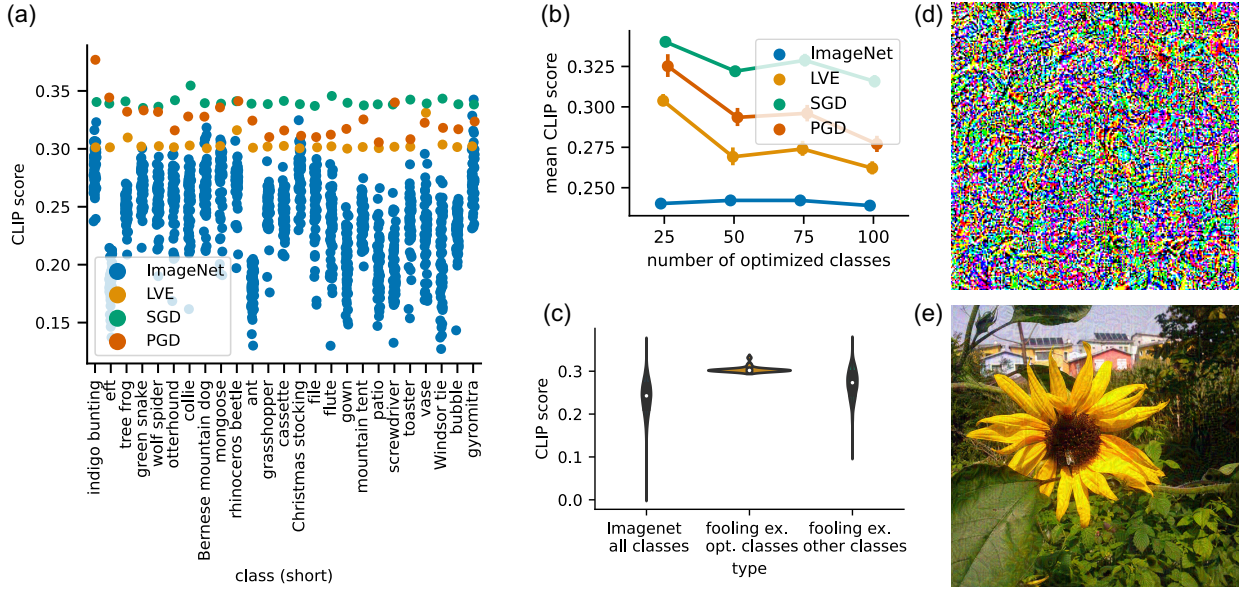 (a)
CLIP score
0.35
0.30
0.25
0.20
0.15
ImageNet
LVE
SGD
PGD
indigo bunting
eft
tree frog
green snake
wolf spider
otterhound
collie
Bernese mountain dog
mongoose
rhinoceros beetle
ant
grasshopper
cassette
Christmas stocking
file
flute
gown
mountain tent
patio
screwdriver
toaster
vase
Windsor tie
bubble
gyromitra
class (short)
(b)
mean CLIP score
0.325
0.300
0.275
0.250
ImageNet
LVE
SGD
PGD
25 50 75 100
number of optimized classes
(c)
CLIP score
0.3
0.2
0.1
0.0
Imagenet
all classes
fooling ex.
opt. classes
fooling ex.
other classes
type
(d)
(e)